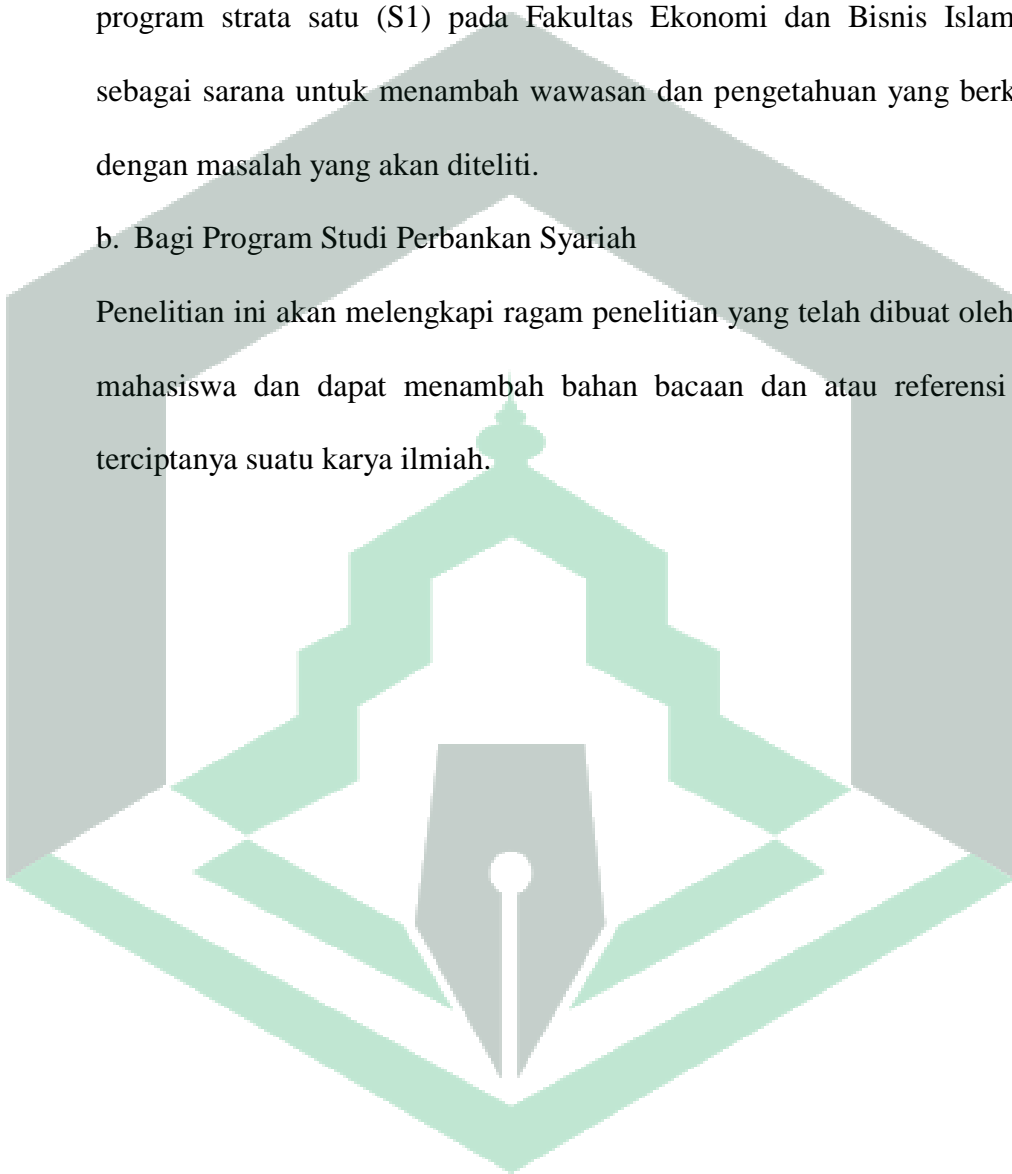 program strata satu (S1) pada Fakultas Ekonomi dan Bisnis Islam
sebagai sarana untuk menambah wawasan dan pengetahuan yang
dengan masalah yang akan diteliti.
b. Bagi Program Studi Perbankan Syariah
Penelitian ini akan melengkapi ragam penelitian yang telah dibuat oleh
mahasiswa dan dapat menambah bahan bacaan dan atau referensi
terciptanya suatu karya ilmiah.